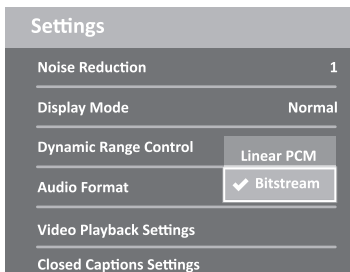 Settings
Noise Reduction 1
Display Mode Normal
Dynamic Range Control
Linear PCM
Audio Format Bitstream
Video Playback Settings
Closed Captions Settings